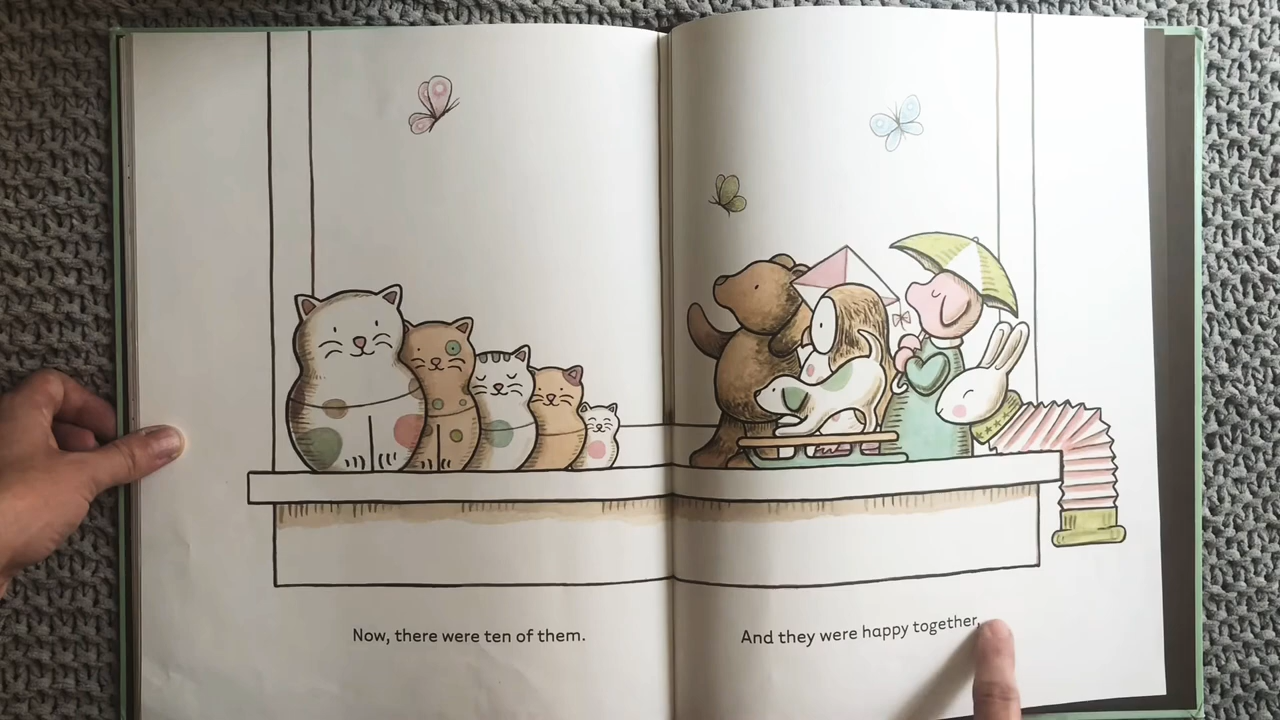 Now, there were ten of them.
And they were happy together,